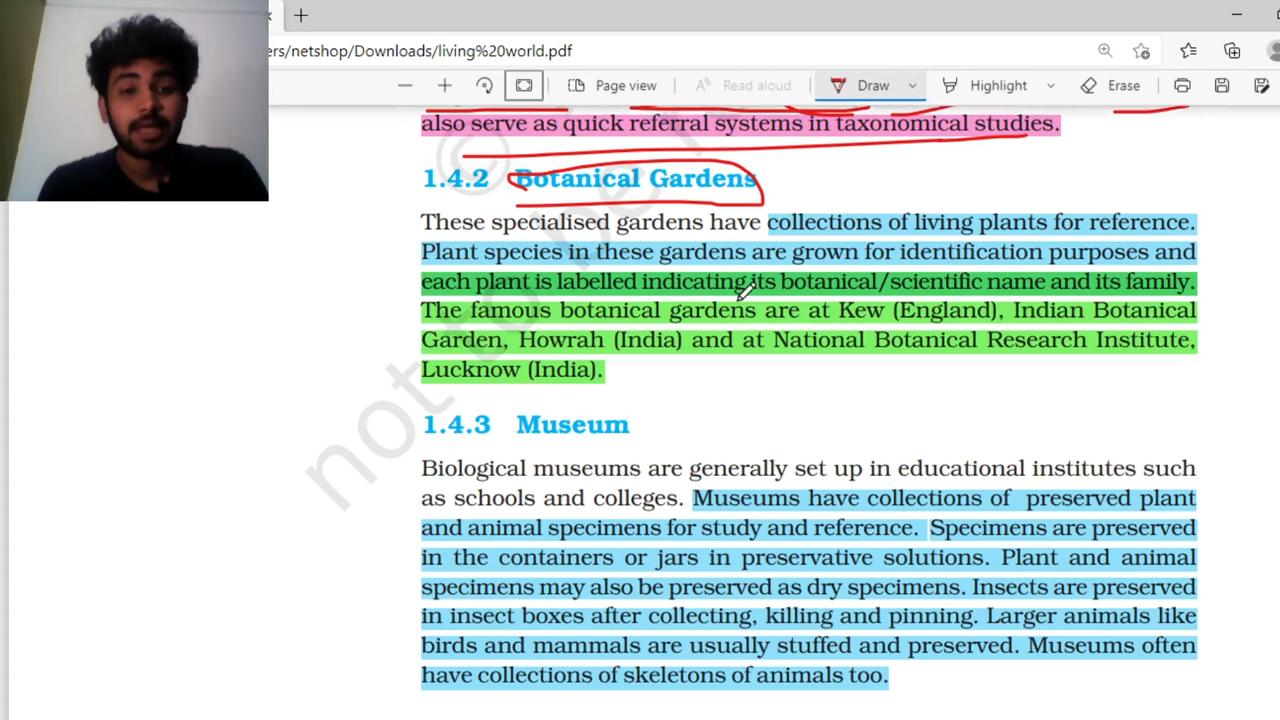 ers/netshop/Downloads/living%20world.pdf
Page view
Read aloud
Draw
Highlight
Erase
also serve as quick referral systems in taxonomical studies.
1.4.2 Botanical Gardens
These specialised gardens have collections of living plants for reference.
Plant species in these gardens are grown for identification purposes and
each plant is labelled indicating its botanical/scientific name and its family.
The famous botanical gardens are at Kew (England), Indian Botanical
Garden, Howrah (India) and at National Botanical Research Institute,
Lucknow (India).
1.4.3 Museum
Biological museums are generally set up in educational institutes such
as schools and colleges. Museums have collections of preserved plant
and animal specimens for study and reference. Specimens are preserved
in the containers or jars in preservative solutions. Plant and animal
specimens may also be preserved as dry specimens. Insects are preserved
in insect boxes after collecting, killing and pinning. Larger animals like
birds and mammals are usually stuffed and preserved. Museums often
have collections of skeletons of animals too.
©
not to be